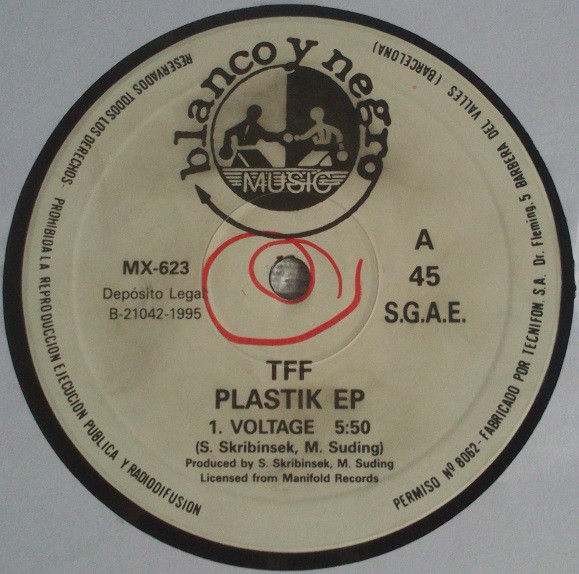 blanco y negro
MUSIC
MX-623
Depósito Legal:
B-21042-1995
A
45
S.G.A.E.
TFF
PLASTIK EP
1. VOLTAGE 5:50
(S. Skribinsek, M. Suding)
Produced by S. Skribinsek, M. Suding
Licensed from Manifold Records
RESERVADOS TODOS LOS DERECHOS- PROHIBIDA LA REPRODUCCION EJECUCION PUBLICA Y RADIODIFUSION
PERMISO Nº 8062-FABRICADO POR TECNIFON, S.A. Dr. Fleming, 5 BARBERA DEL VALLES (BARCELONA)